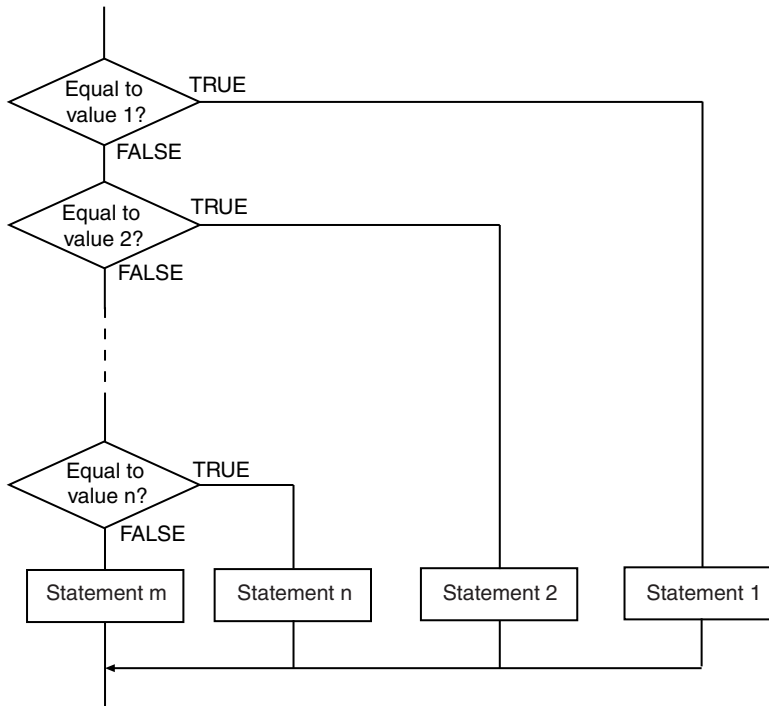 Equal to
value 1?
TRUE
FALSE
Equal to
value 2?
TRUE
FALSE
Equal to
value n?
TRUE
FALSE
Statement m
Statement n
Statement 2
Statement 1